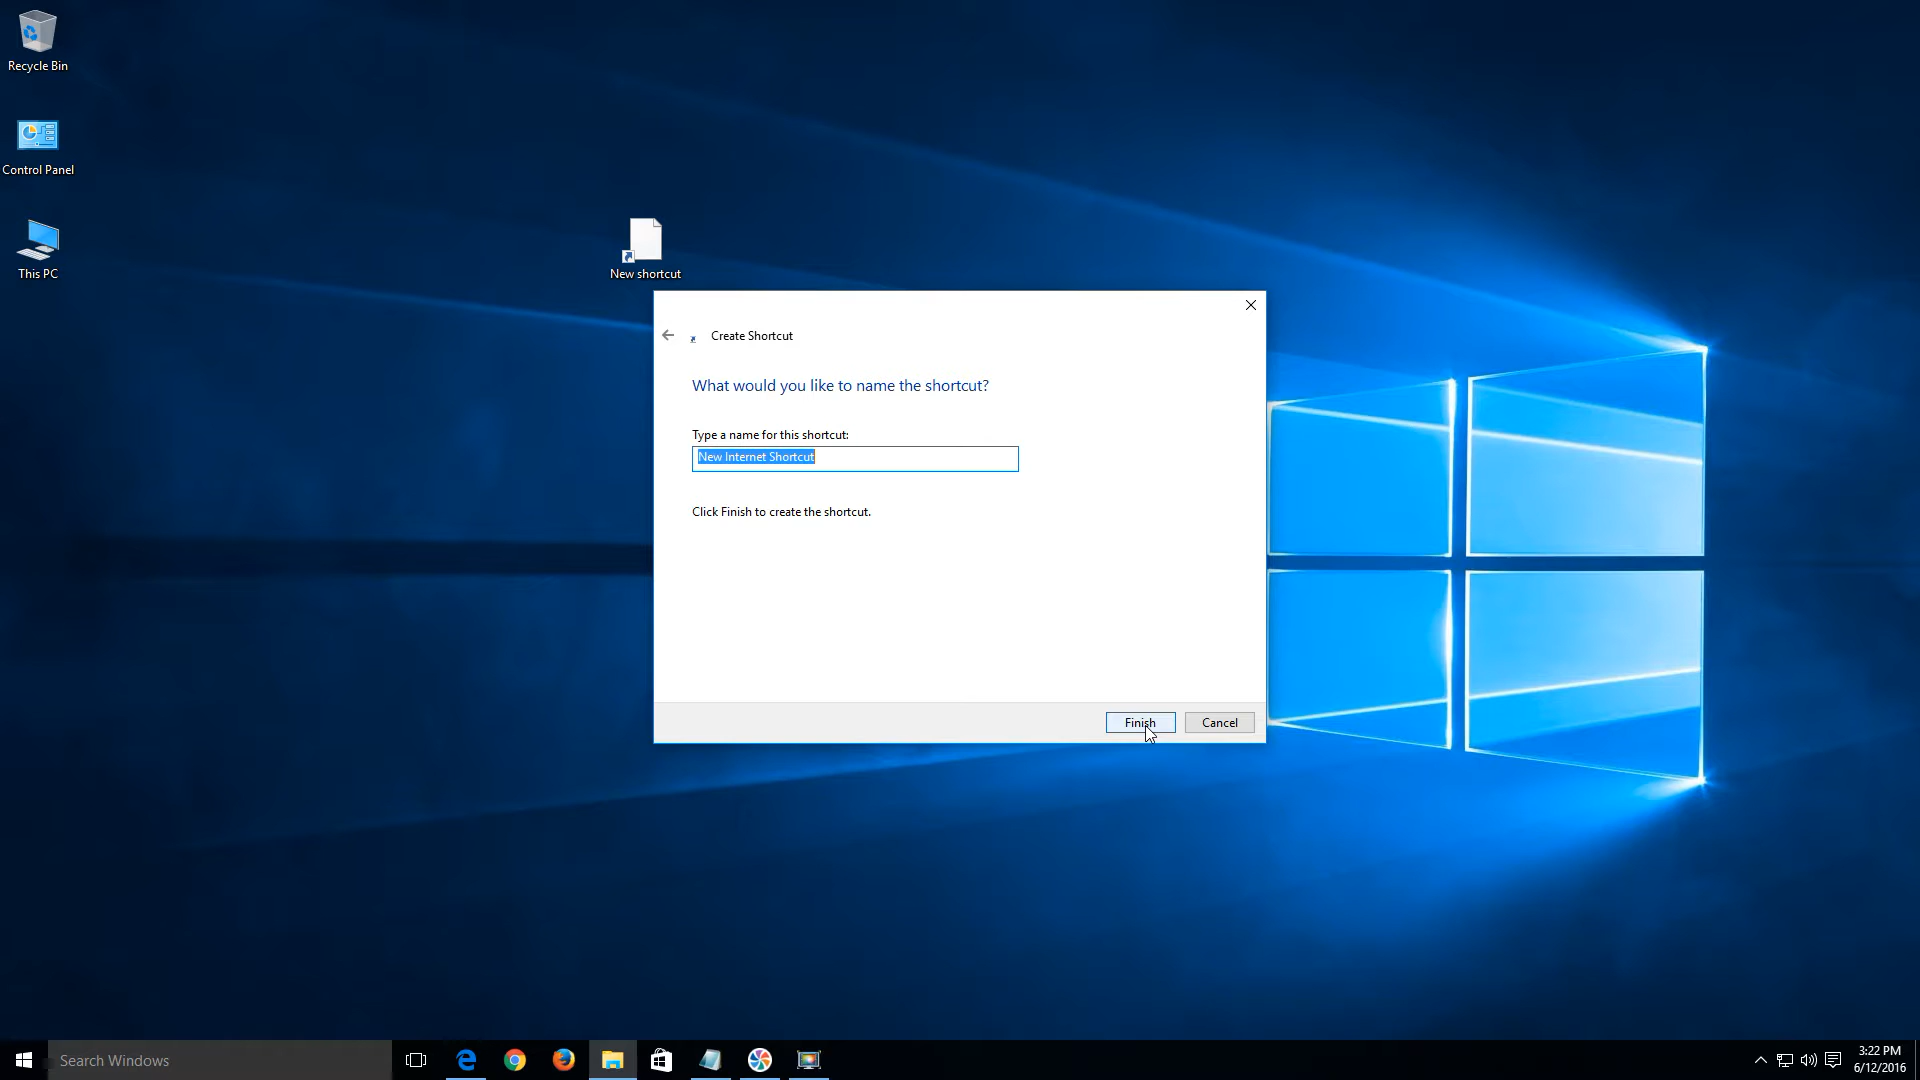 Recycle Bin
Control Panel
This PC
New shortcut
Create Shortcut
What would you like to name the shortcut?
Type a name for this shortcut:
New Internet Shortcut
Click Finish to create the shortcut.
Finish
Cancel
Search Windows
3:22 PM
6/12/2016